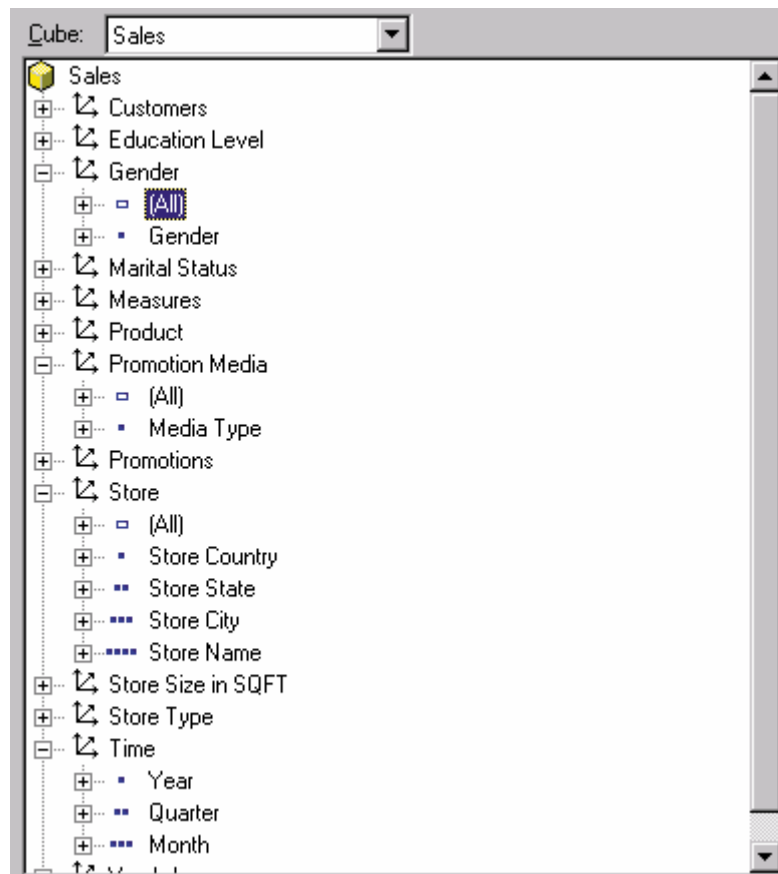 Cube: Sales
Sales
Customers
Education Level
Gender
(All)
Gender
Marital Status
Measures
Product
Promotion Media
(All)
Media Type
Promotions
Store
(All)
Store Country
Store State
Store City
Store Name
Store Size in SQFT
Store Type
Time
Year
Quarter
Month